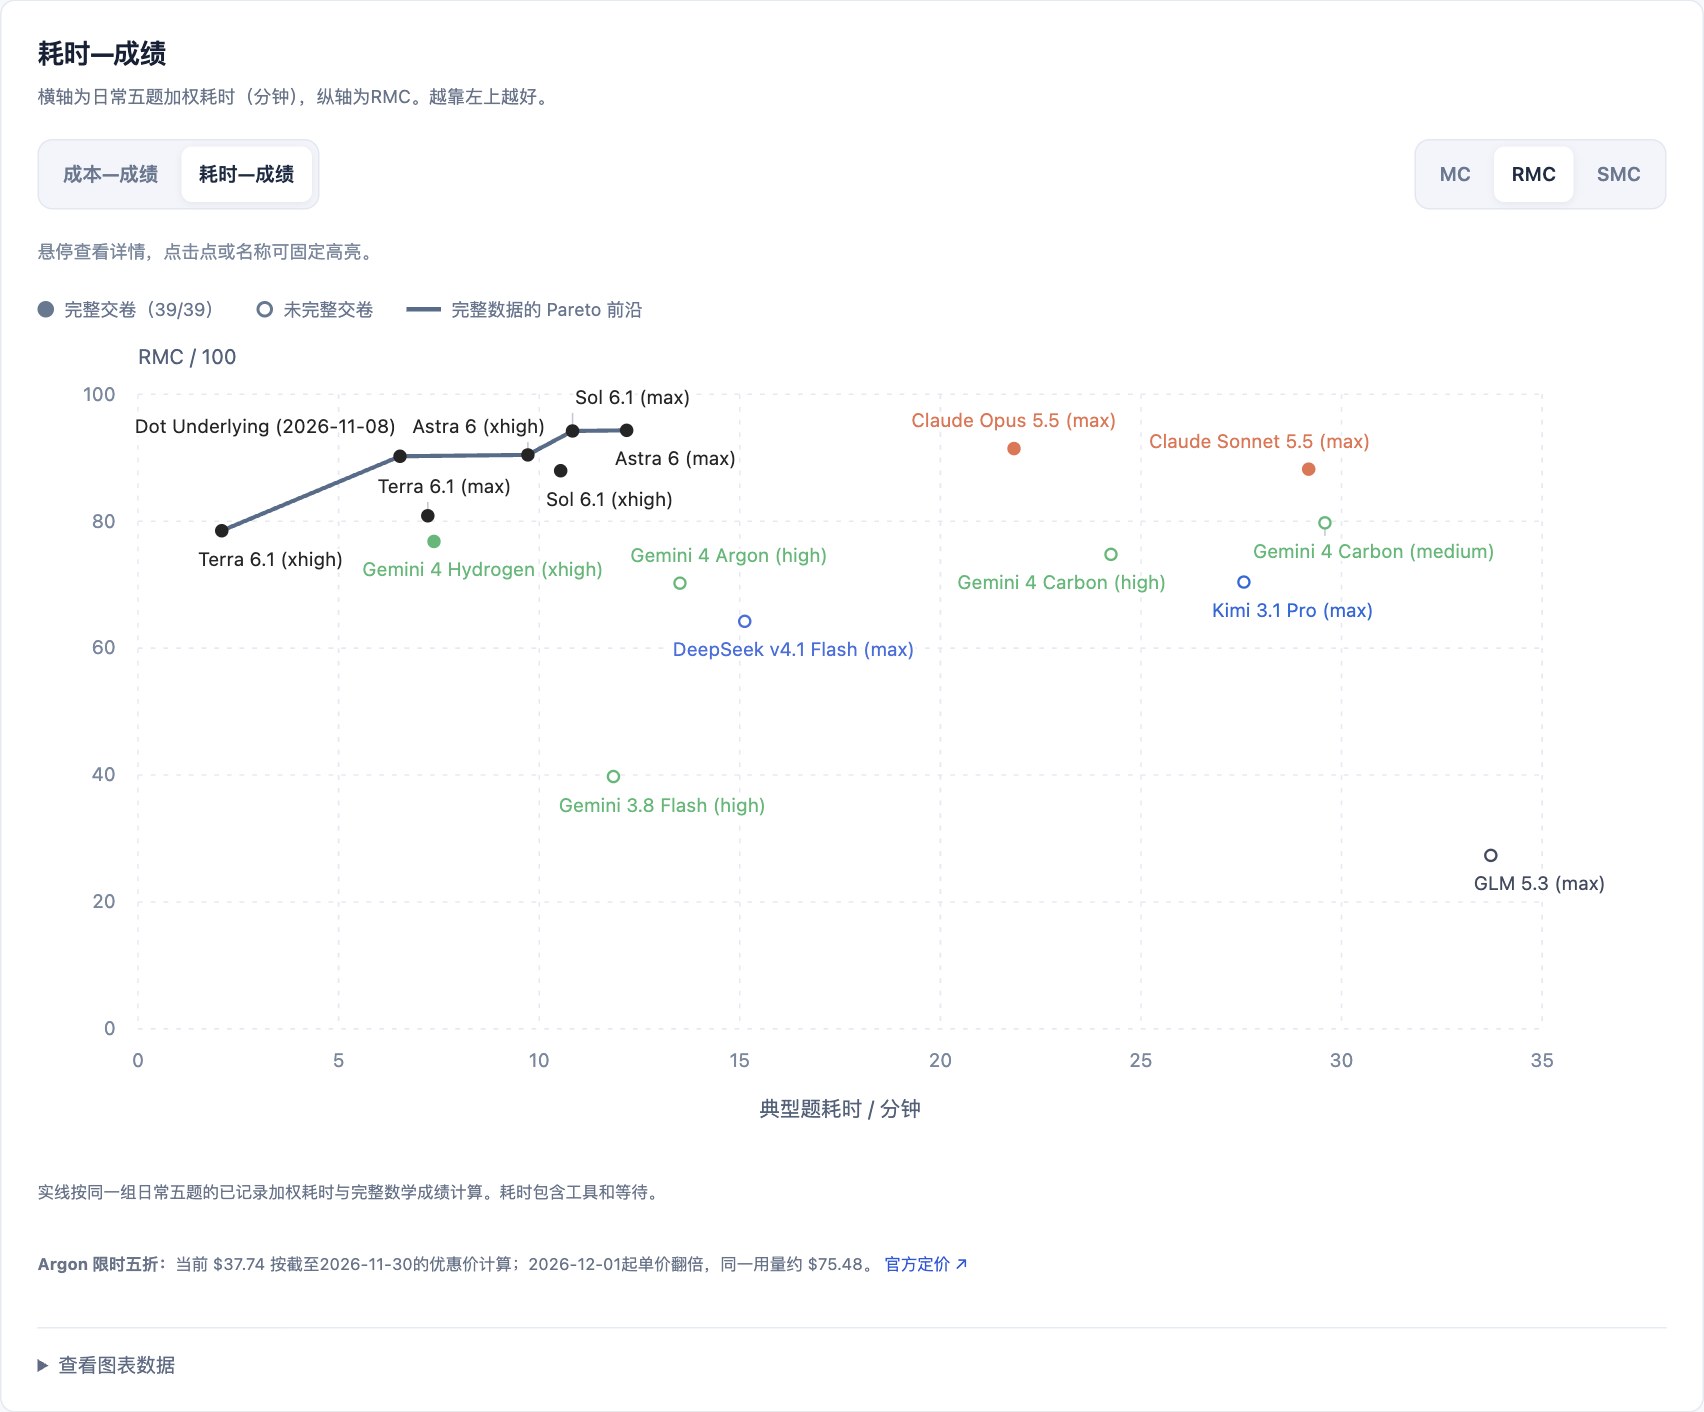 耗时—成绩
横轴为日常五题加权耗时（分钟），纵轴为RMC。越靠左上越好。
成本—成绩
耗时—成绩
MC
RMC
SMC
悬停查看详情，点击点或名称可固定高亮。
完整交卷（39/39）
未完整交卷
完整数据的 Pareto 前沿
RMC / 100
100
80
60
40
20
0
Sol 6.1 (max)
Dot Underlying (2026-11-08)
Astra 6 (xhigh)
Claude Opus 5.5 (max)
Claude Sonnet 5.5 (max)
Astra 6 (max)
Terra 6.1 (max)
Sol 6.1 (xhigh)
Terra 6.1 (xhigh)
Gemini 4 Hydrogen (xhigh)
Gemini 4 Argon (high)
Gemini 4 Carbon (medium)
Gemini 4 Carbon (high)
Kimi 3.1 Pro (max)
DeepSeek v4.1 Flash (max)
Gemini 3.8 Flash (high)
GLM 5.3 (max)
0
5
10
15
20
25
30
35
典型题耗时 / 分钟
实线按同一组日常五题的已记录加权耗时与完整数学成绩计算。耗时包含工具和等待。
Argon 限时五折：当前 $37.74 按截至2026-11-30的优惠价计算；2026-12-01起单价翻倍，同一用量约 $75.48。 官方定价 ↗
▶ 查看图表数据